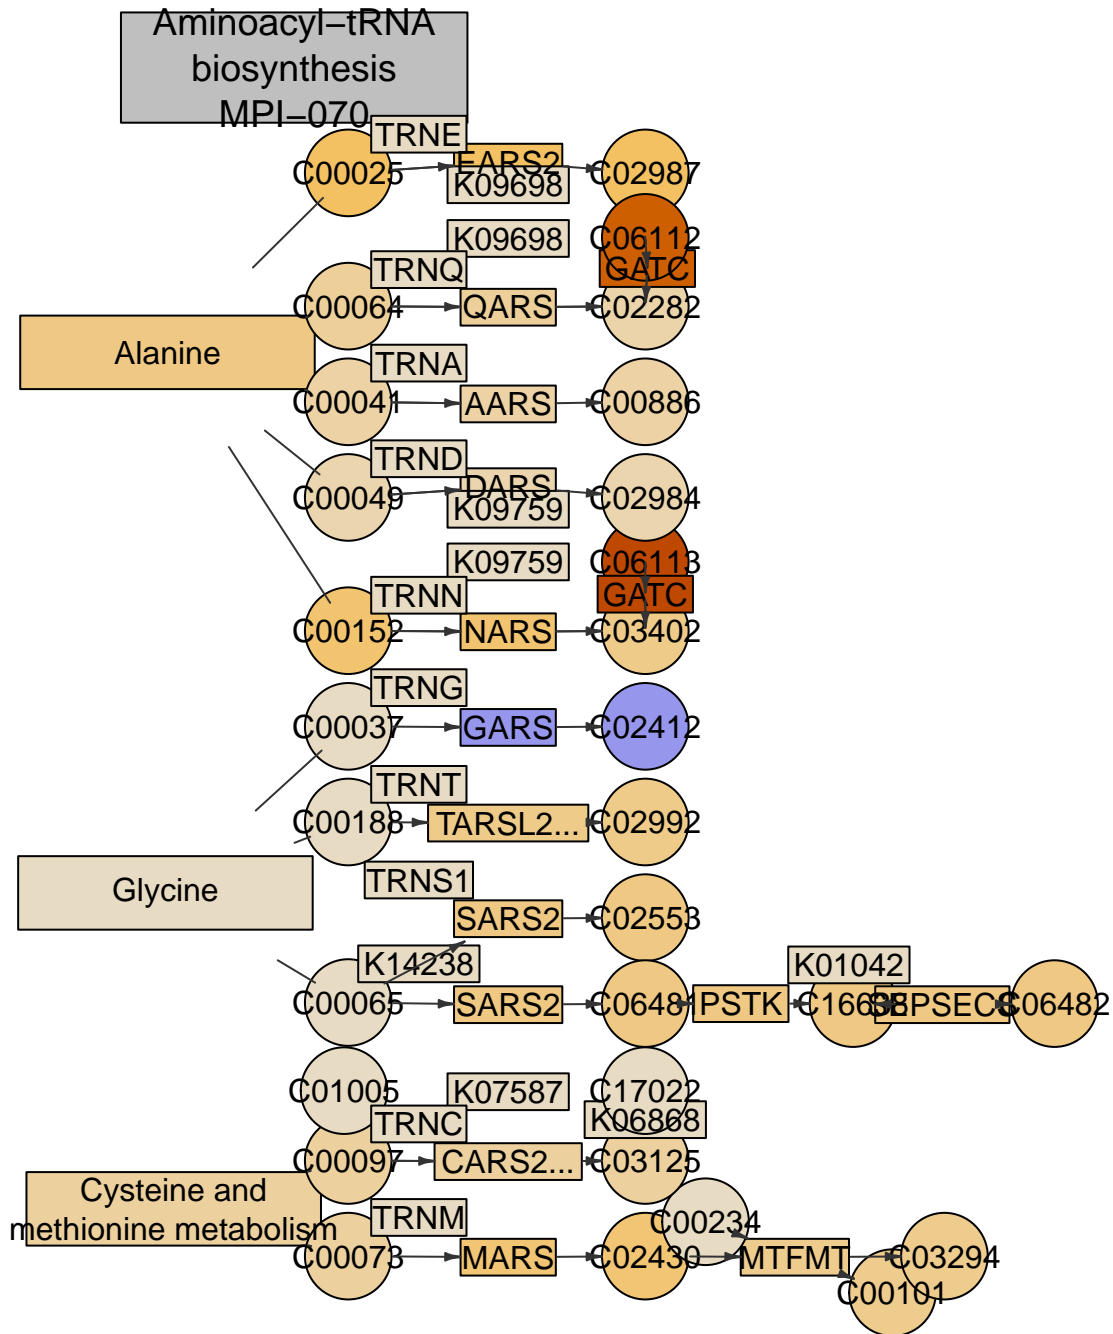 Aminoacyl−tRNA
biosynthesis
MPI−070
TRNE
C00025
EARS2
K09698
C02987
K09698
C06112
TRNQ
GATC
C00064
QARS
C02282
Alanine
TRNA
C00041
AARS
C00886
TRND
C00049
DARS
K09759
C02984
K09759
C06113
TRNN
GATC
C00152
NARS
C03402
TRNG
C00037
GARS
C02412
TRNT
C00188
TARSL2...
C02992
Glycine
TRNS1
SARS2
C02553
K14238
K01042
C00065
SARS2
C06481
PSTK
SEPSECS
C06482
C01005
K07587
C17022
TRNC
K06868
C00097
CARS2...
C03125
Cysteine and
methionine metabolism
TRNM
C00234
C00073
MARS
C02430
MTFMT
C03294
C00101